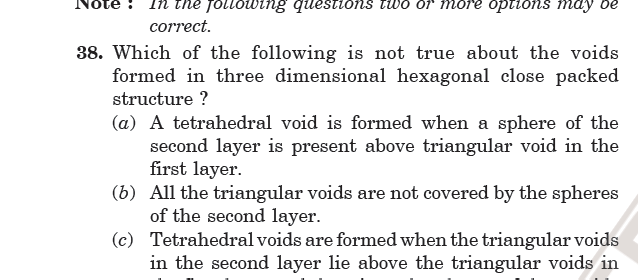 Note : In the following questions two or more options may be
correct.
38. Which of the following is not true about the voids
formed in three dimensional hexagonal close packed
structure ?
(a) A tetrahedral void is formed when a sphere of the
second layer is present above triangular void in the
first layer.
(b) All the triangular voids are not covered by the spheres
of the second layer.
(c) Tetrahedral voids are formed when the triangular voids
in the second layer lie above the triangular voids in